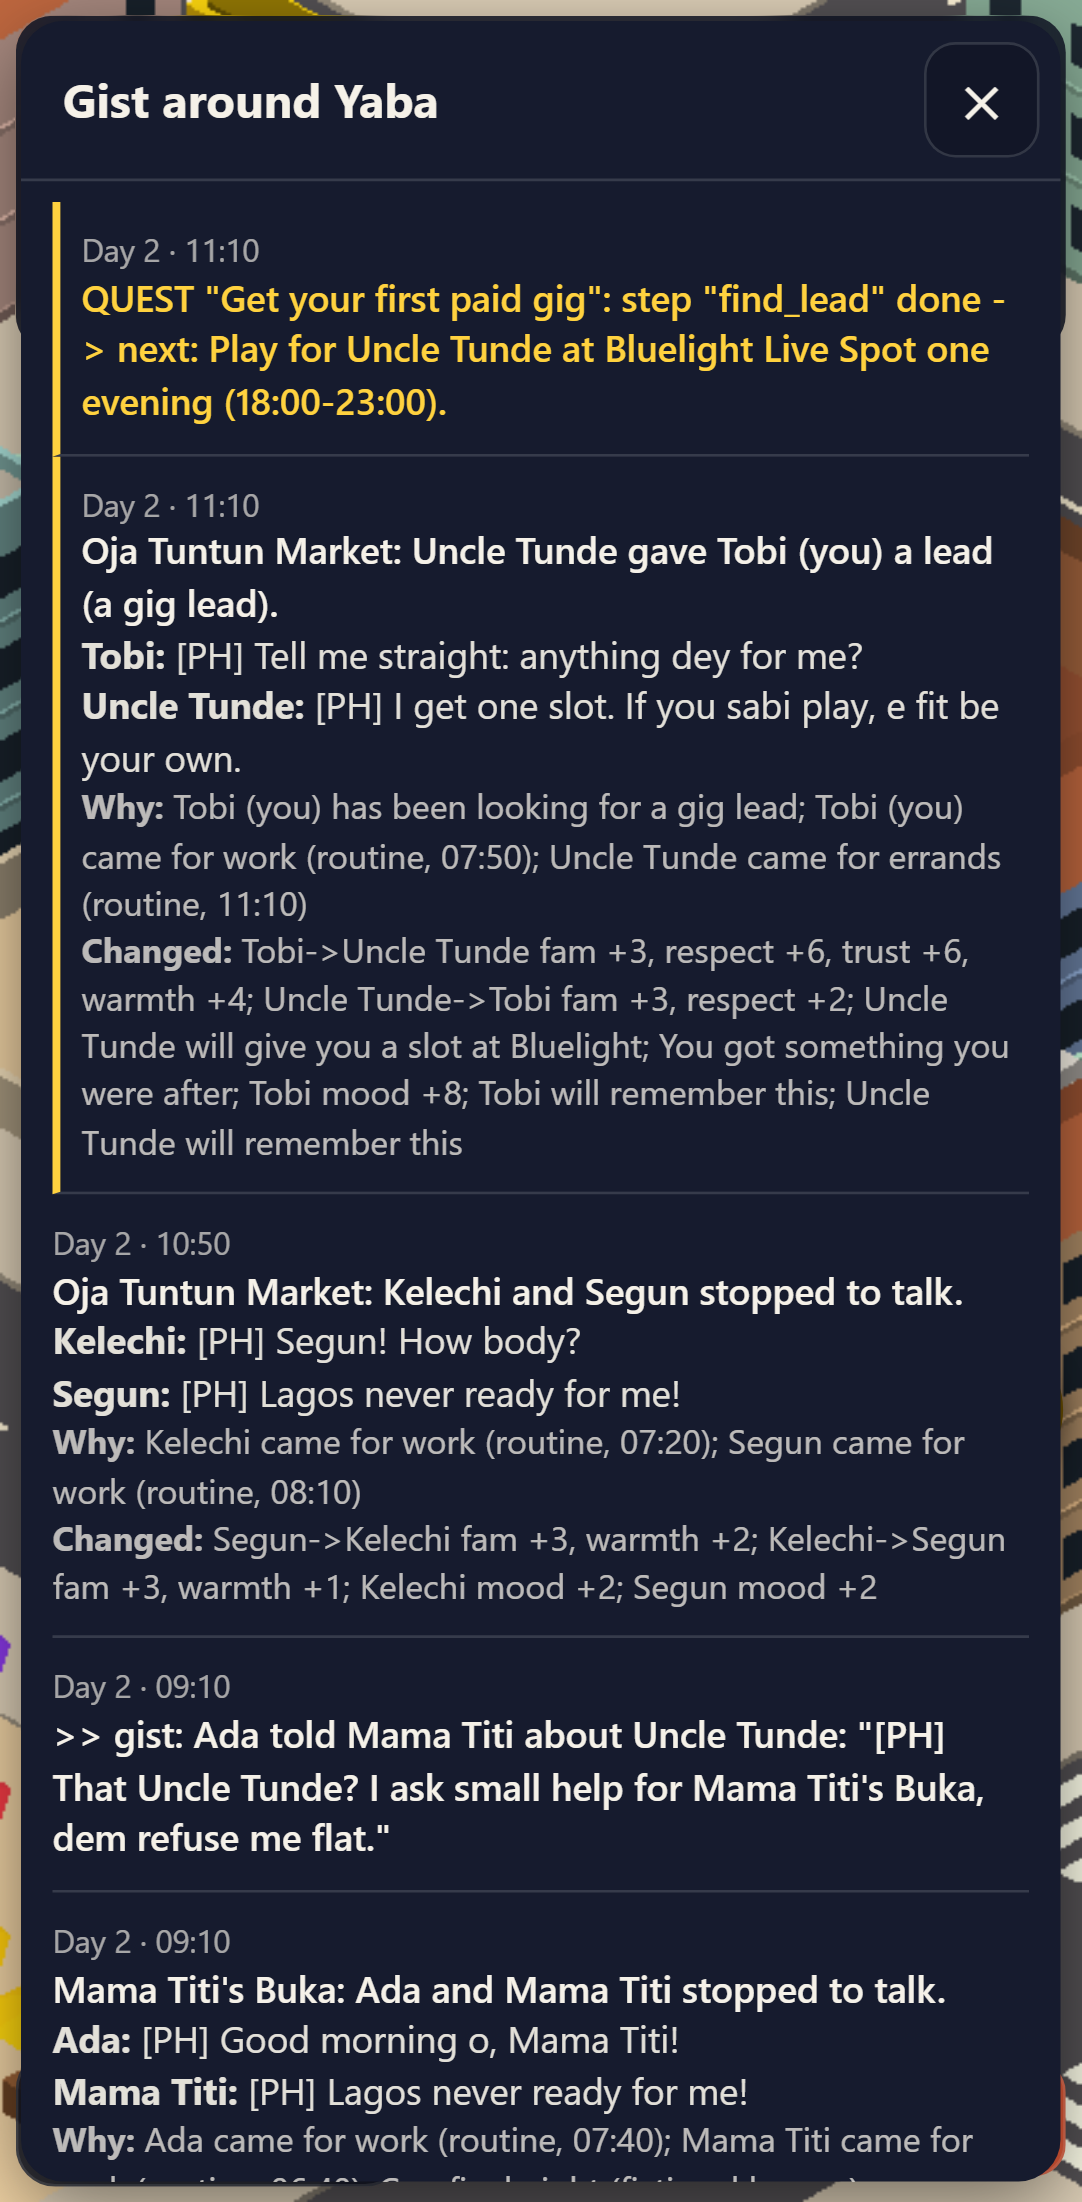 Gist around Yaba
Day 2 · 11:10
QUEST "Get your first paid gig": step "find_lead" done -
> next: Play for Uncle Tunde at Bluelight Live Spot one
evening (18:00-23:00).
Day 2 · 11:10
Oja Tuntun Market: Uncle Tunde gave Tobi (you) a lead
(a gig lead).
Tobi: [PH] Tell me straight: anything dey for me?
Uncle Tunde: [PH] I get one slot. If you sabi play, e fit be
your own.
Why: Tobi (you) has been looking for a gig lead; Tobi (you)
came for work (routine, 07:50); Uncle Tunde came for errands
(routine, 11:10)
Changed: Tobi->Uncle Tunde fam +3, respect +6, trust +6,
warmth +4; Uncle Tunde->Tobi fam +3, respect +2; Uncle
Tunde will give you a slot at Bluelight; You got something you
were after; Tobi mood +8; Tobi will remember this; Uncle
Tunde will remember this
Day 2 · 10:50
Oja Tuntun Market: Kelechi and Segun stopped to talk.
Kelechi: [PH] Segun! How body?
Segun: [PH] Lagos never ready for me!
Why: Kelechi came for work (routine, 07:20); Segun came for
work (routine, 08:10)
Changed: Segun->Kelechi fam +3, warmth +2; Kelechi->Segun
fam +3, warmth +1; Kelechi mood +2; Segun mood +2
Day 2 · 09:10
>> gist: Ada told Mama Titi about Uncle Tunde: "[PH]
That Uncle Tunde? I ask small help for Mama Titi's Buka,
dem refuse me flat."
Day 2 · 09:10
Mama Titi's Buka: Ada and Mama Titi stopped to talk.
Ada: [PH] Good morning o, Mama Titi!
Mama Titi: [PH] Lagos never ready for me!
Why: Ada came for work (routine, 07:40); Mama Titi came for